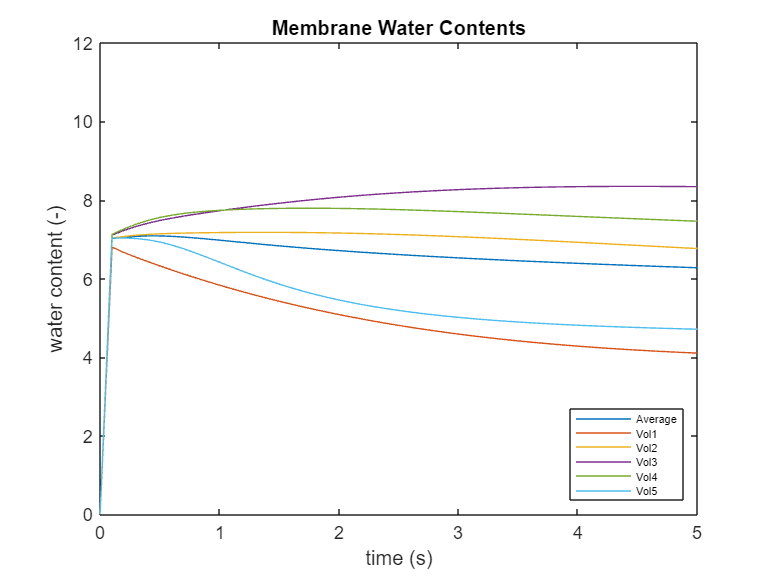 Membrane Water Contents
12
10
8
6
4
2
0
water content (-)
0 1 2 3 4 5
time (s)
Average
Vol1
Vol2
Vol3
Vol4
Vol5